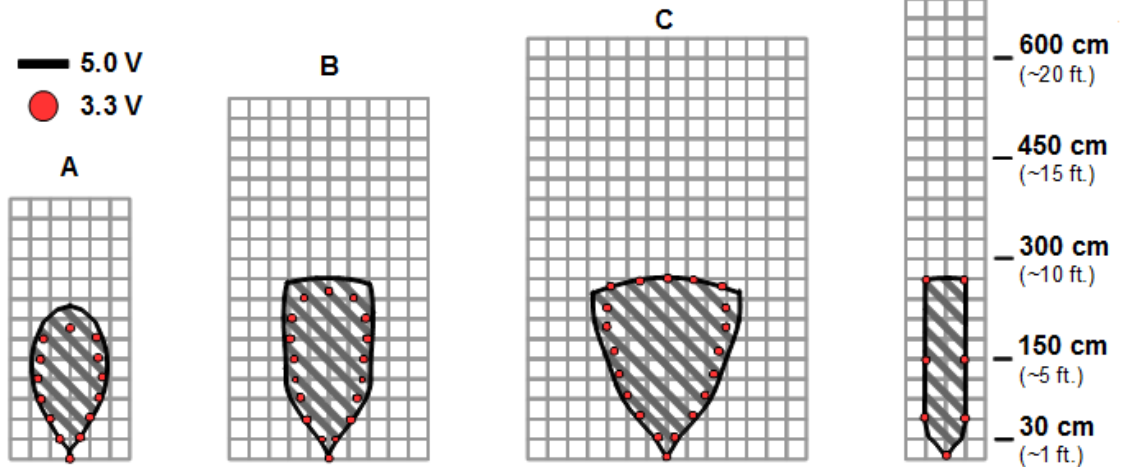 5.0 V
3.3 V
A
B
C
600 cm
(~20 ft.)
450 cm
(~15 ft.)
300 cm
(~10 ft.)
150 cm
(~5 ft.)
30 cm
(~1 ft.)